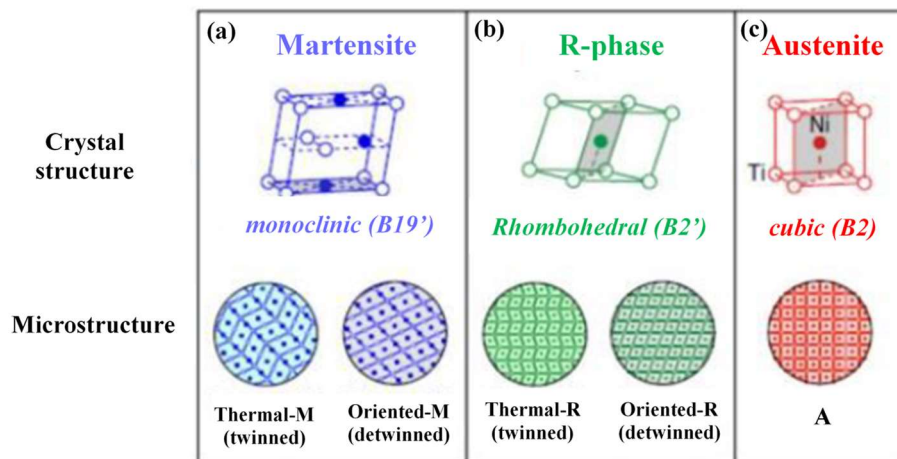 (a)
Martensite
(b)
R-phase
(c)
Austenite
Crystal
structure
Ni
Ti
monoclinic (B19’)
Rhombohedral (B2’)
cubic (B2)
Microstructure
Thermal-M
(twinned)
Oriented-M
(detwinned)
Thermal-R
(twinned)
Oriented-R
(detwinned)
A